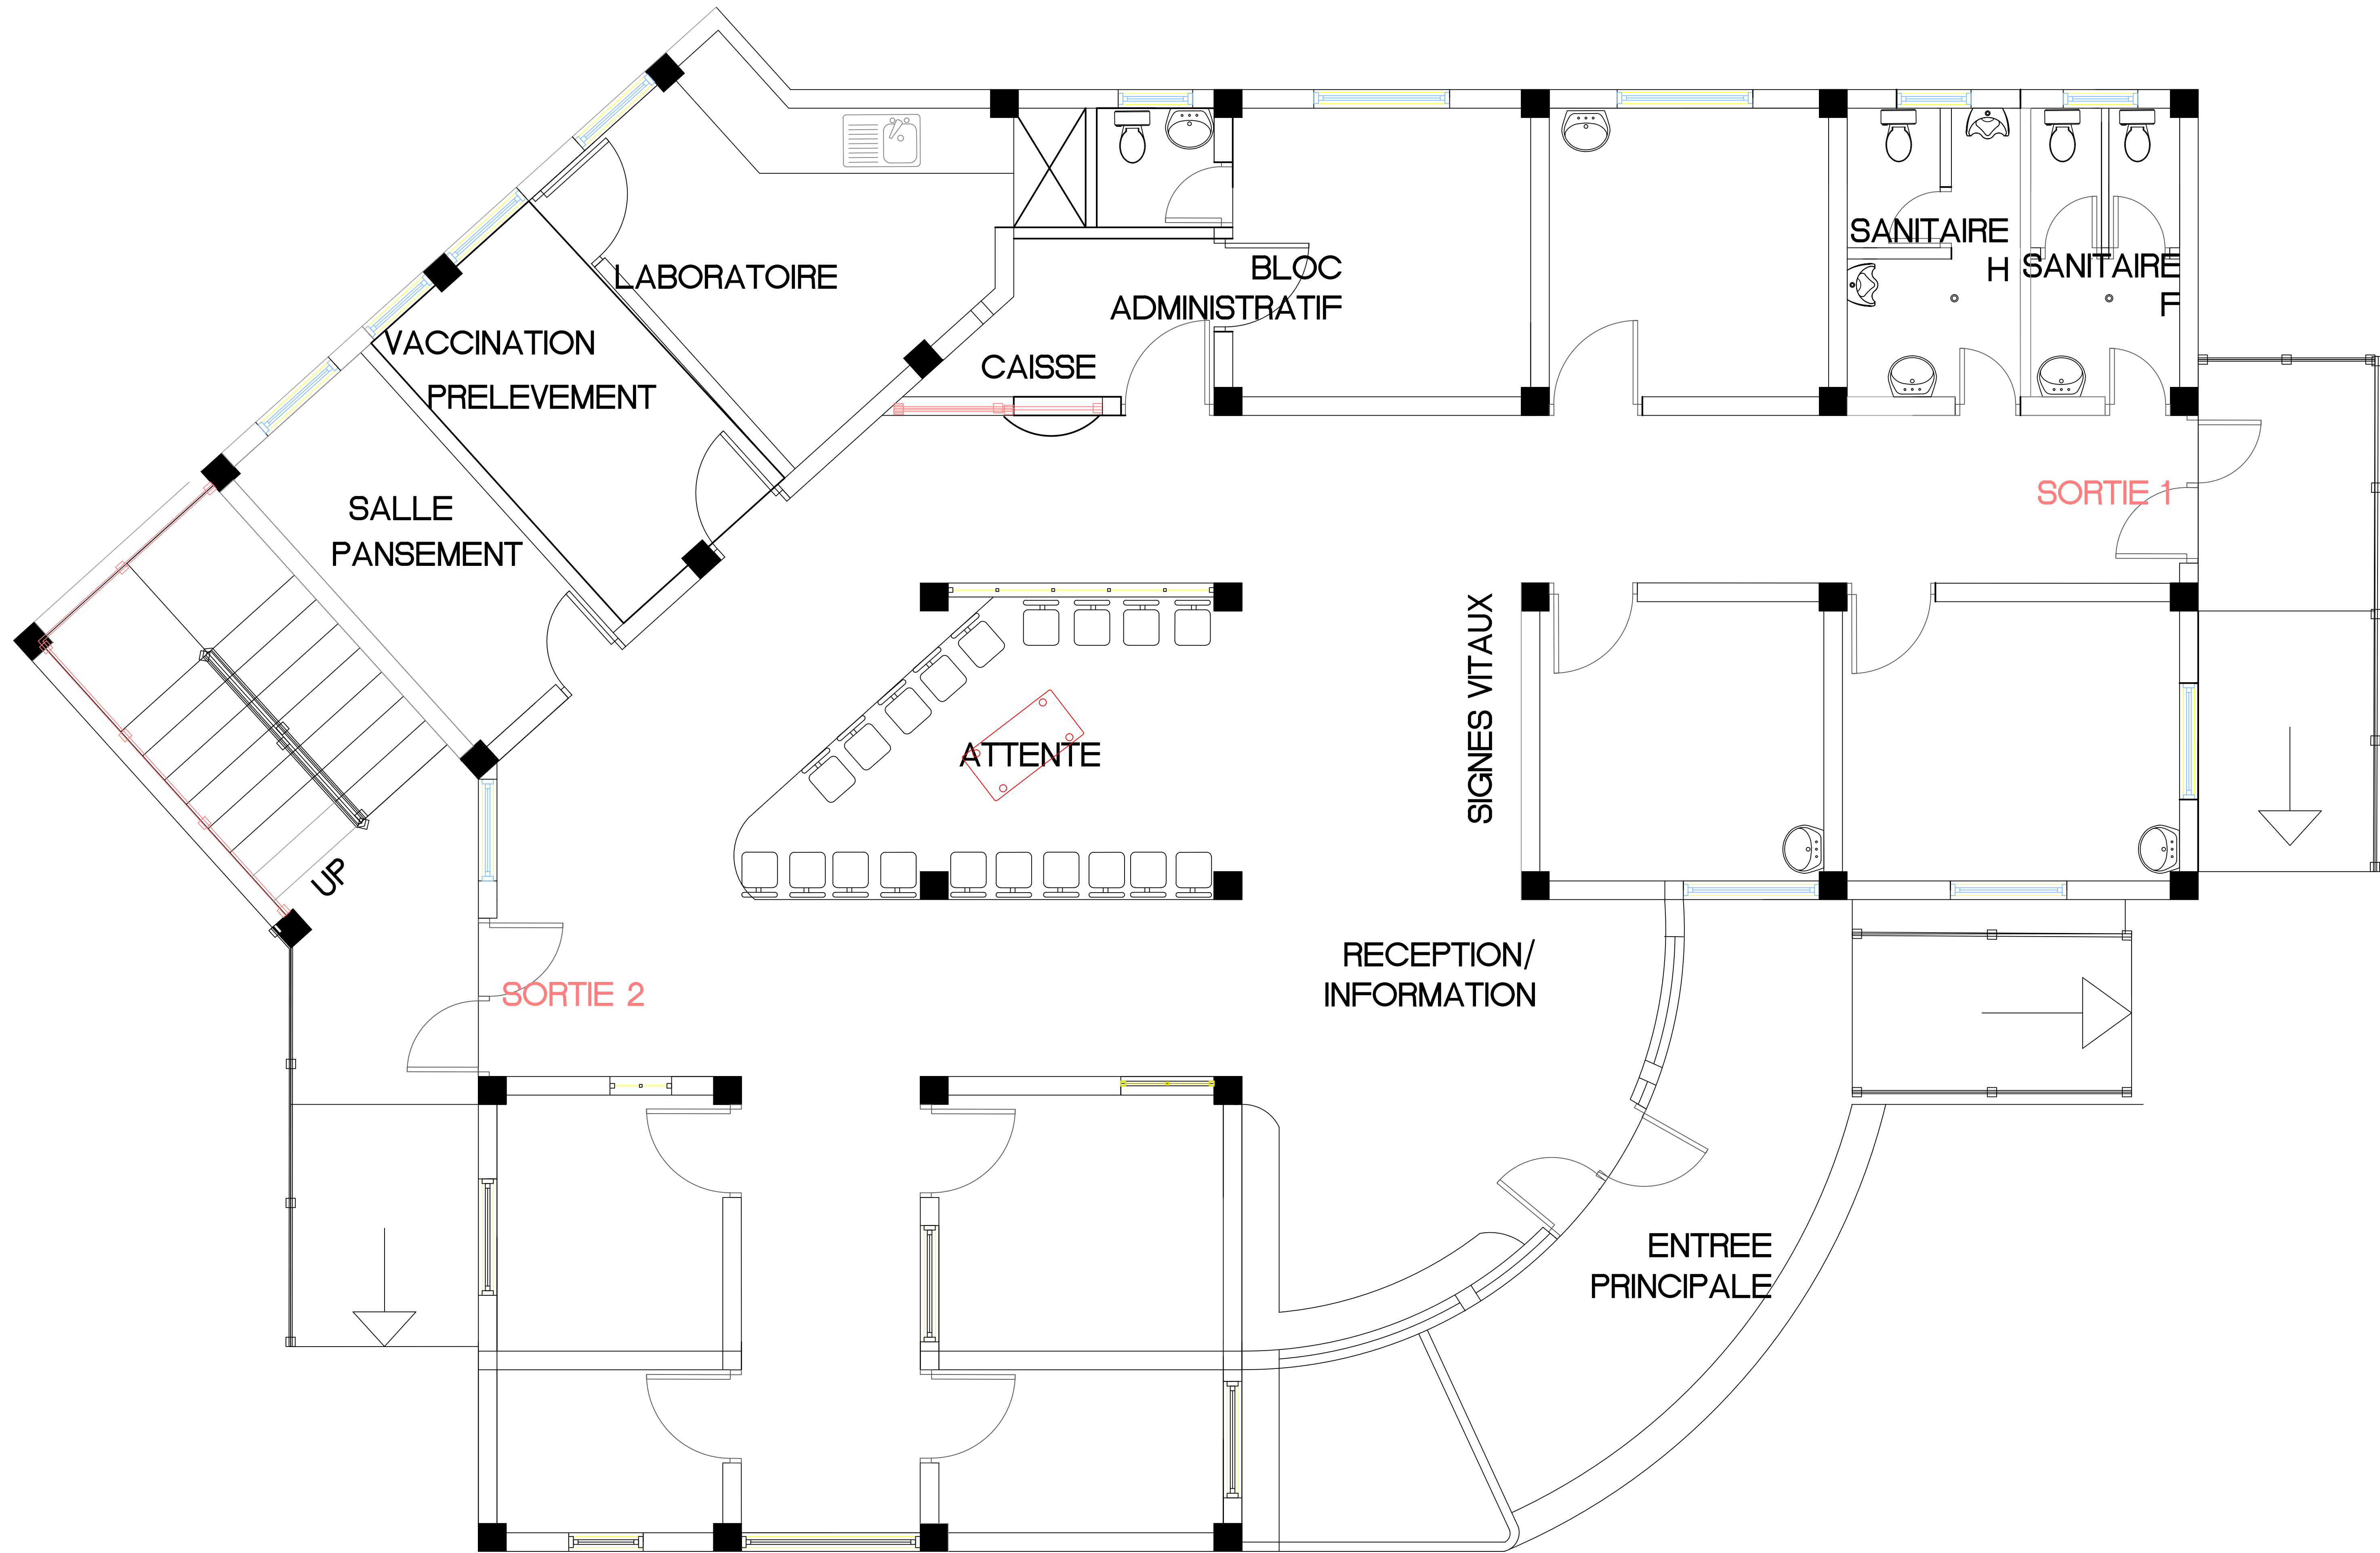 LABORATOIRE
VACCINATION
PRELEVEMENT
SALLE
PANSEMENT
CAISSE
BLOC
ADMINISTRATIF
SANITAIRE
H
SANITAIRE
F
SORTIE 1
SIGNES VITAUX
ATTENTE
UP
RECEPTION/
INFORMATION
SORTIE 2
ENTREE
PRINCIPALE